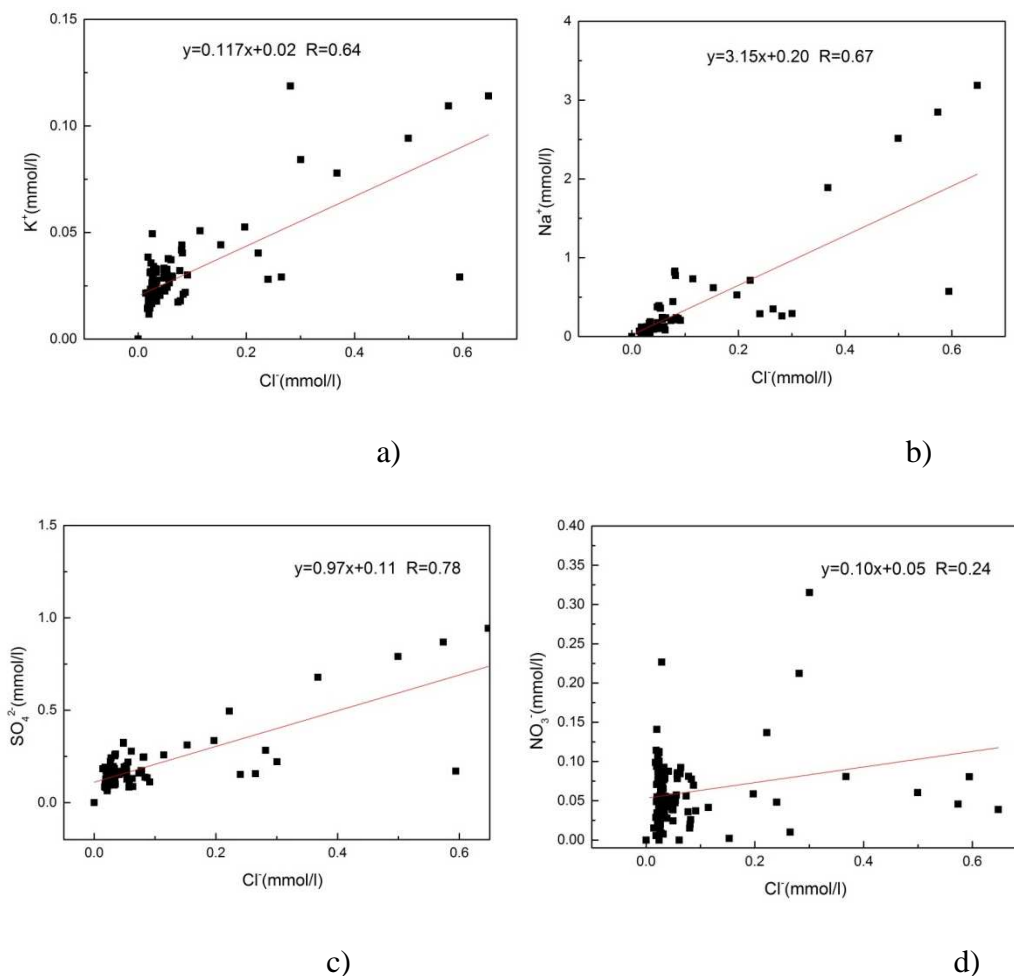 0.15
y=0.117x+0.02 R=0.64
0.10
0.05
0.00
K⁺(mmol/l)
0.0 0.2 0.4 0.6
Cl⁻(mmol/l)
a)
4
y=3.15x+0.20 R=0.67
3
2
1
0
Na⁺(mmol/l)
0.0 0.2 0.4 0.6
Cl⁻(mmol/l)
b)
1.5
y=0.97x+0.11 R=0.78
1.0
0.5
0.0
SO₄²⁻(mmol/l)
0.0 0.2 0.4 0.6
Cl⁻(mmol/l)
c)
0.40
y=0.10x+0.05 R=0.24
0.35
0.30
0.25
0.20
0.15
0.10
0.05
0.00
NO₃⁻(mmol/l)
0.0 0.2 0.4 0.6
Cl⁻(mmol/l)
d)